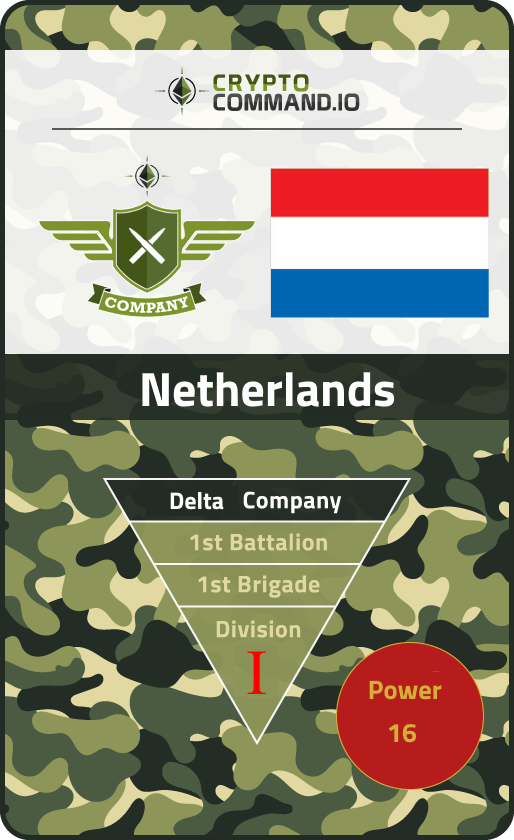 CRYPTO
COMMAND.IO
COMPANY
Netherlands
Delta Company
1st Battalion
1st Brigade
Division
I
Power
16